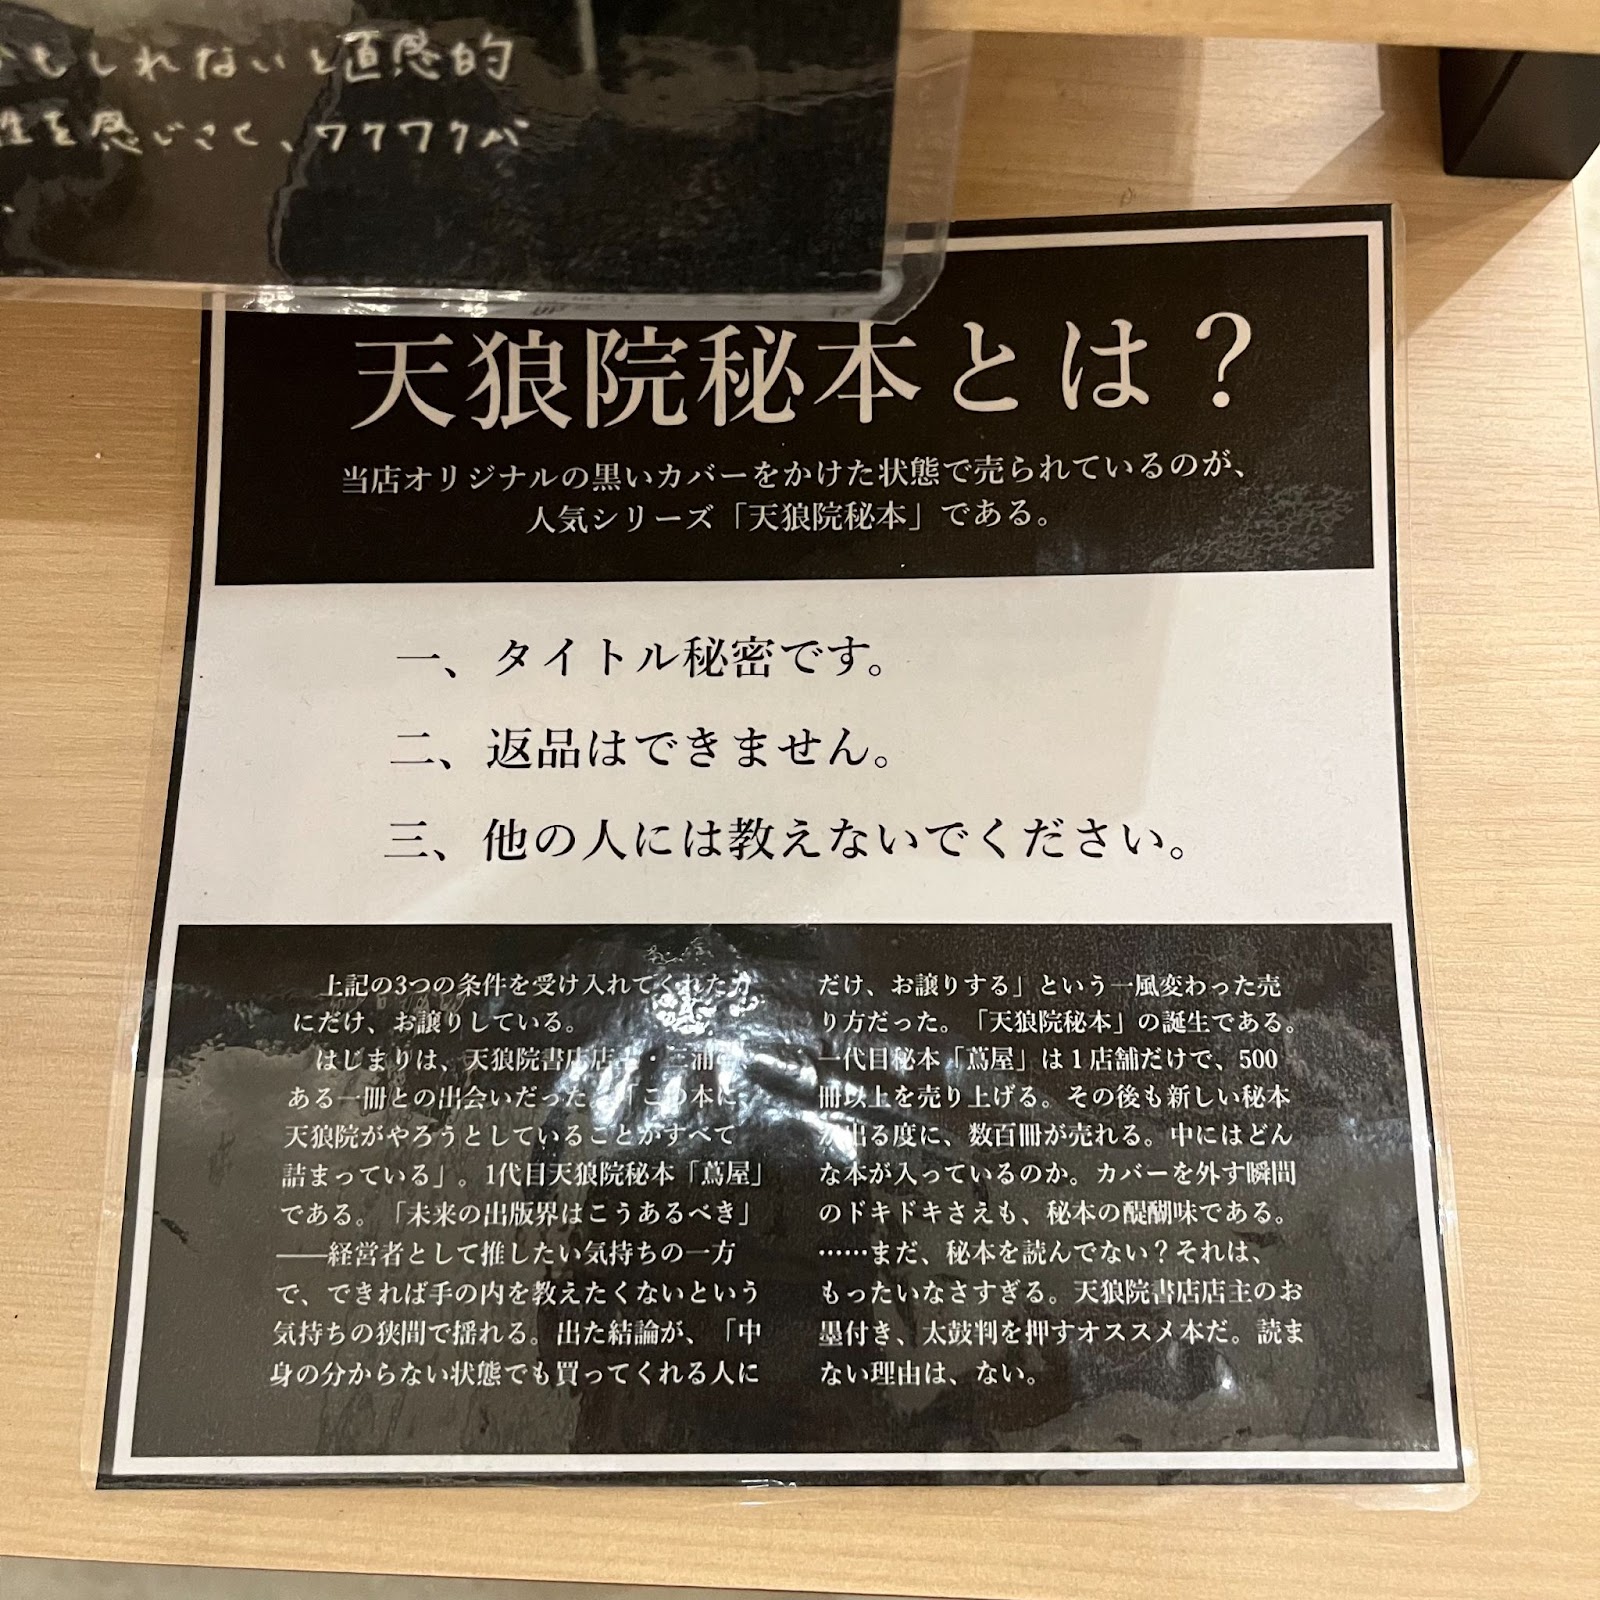 もしれないと直感的
性を感じさせ、ワクワクが
天狼院秘本とは？
当店オリジナルの黒いカバーをかけた状態で売られているのが、
人気シリーズ「天狼院秘本」である。
一、タイトル秘密です。
二、返品はできません。
三、他の人には教えないでください。
上記の3つの条件を受け入れてくれた方
にだけ、お譲りしている。
はじまりは、天狼院書店店主・三浦の、
ある一冊との出会いだった。「この本に
天狼院がやろうとしていることがすべて
詰まっている」。1代目天狼院秘本「蔦屋」
である。「未来の出版界はこうあるべき」
――経営者として推したい気持ちの一方
で、できれば手の内を教えたくないという
気持ちの狭間で揺れる。出た結論が、「中
身の分からない状態でも買ってくれる人に
だけ、お譲りする」という一風変わった売
り方だった。「天狼院秘本」の誕生である。
一代目秘本「蔦屋」は１店舗だけで、500
冊以上を売り上げる。その後も新しい秘本
が出る度に、数百冊が売れる。中にはどん
な本が入っているのか。カバーを外す瞬間
のドキドキさえも、秘本の醍醐味である。
……まだ、秘本を読んでない？それは、
もったいなさすぎる。天狼院書店店主のお
墨付き、太鼓判を押すオススメ本だ。読ま
ない理由は、ない。